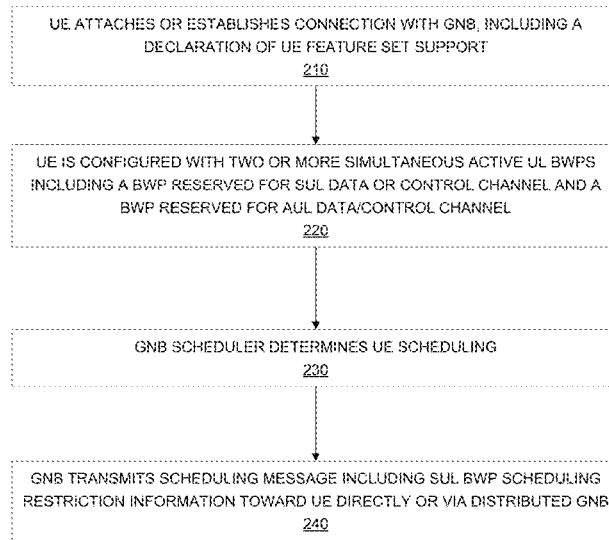 UE ATTACHES OR ESTABLISHES CONNECTION WITH GNB, INCLUDING A
DECLARATION OF UE FEATURE SET SUPPORT
210
UE IS CONFIGURED WITH TWO OR MORE SIMULTANEOUS ACTIVE UL BWPS
INCLUDING A BWP RESERVED FOR SUL DATA OR CONTROL CHANNEL AND A
BWP RESERVED FOR AUL DATA/CONTROL CHANNEL
220
GNB SCHEDULER DETERMINES UE SCHEDULING
230
GNB TRANSMITS SCHEDULING MESSAGE INCLUDING SUL BWP SCHEDULING
RESTRICTION INFORMATION TOWARD UE DIRECTLY OR VIA DISTRIBUTED GNB
240